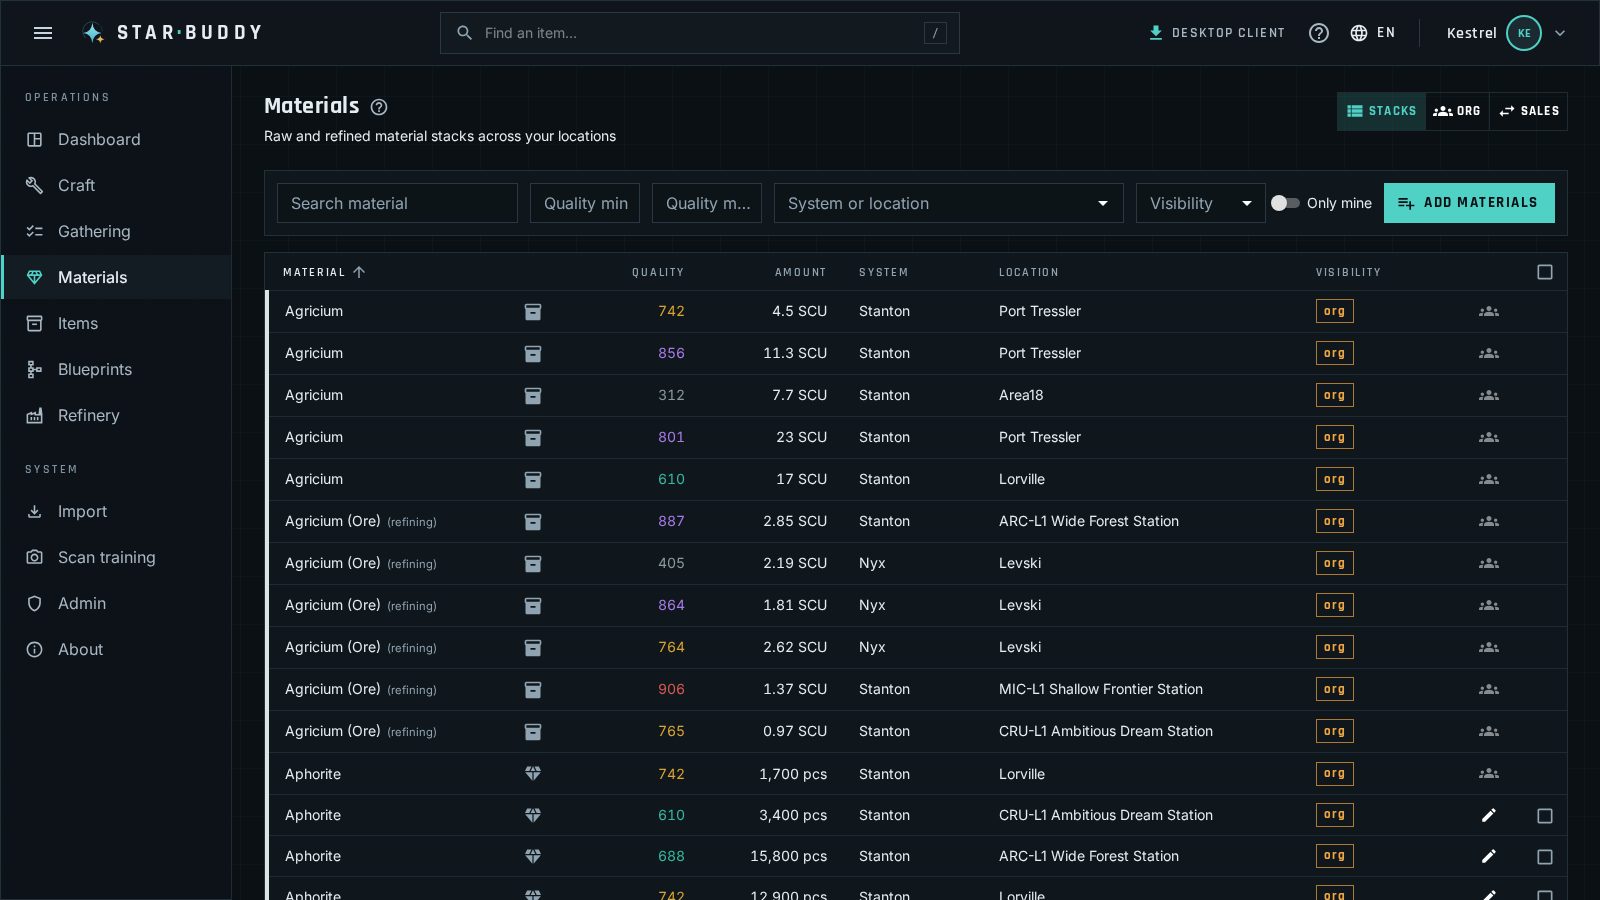 STAR·BUDDY
Find an item... /
DESKTOP CLIENT
EN
Kestrel KE
OPERATIONS
Dashboard
Craft
Gathering
Materials
Items
Blueprints
Refinery
SYSTEM
Import
Scan training
Admin
About
Materials
Raw and refined material stacks across your locations
STACKS ORG SALES
Search material Quality min Quality m... System or location Visibility Only mine ADD MATERIALS
MATERIAL QUALITY AMOUNT SYSTEM LOCATION VISIBILITY
Agricium 742 4.5 SCU Stanton Port Tressler org
Agricium 856 11.3 SCU Stanton Port Tressler org
Agricium 312 7.7 SCU Stanton Area18 org
Agricium 801 23 SCU Stanton Port Tressler org
Agricium 610 17 SCU Stanton Lorville org
Agricium (Ore) (refining) 887 2.85 SCU Stanton ARC-L1 Wide Forest Station org
Agricium (Ore) (refining) 405 2.19 SCU Nyx Levski org
Agricium (Ore) (refining) 864 1.81 SCU Nyx Levski org
Agricium (Ore) (refining) 764 2.62 SCU Nyx Levski org
Agricium (Ore) (refining) 906 1.37 SCU Stanton MIC-L1 Shallow Frontier Station org
Agricium (Ore) (refining) 765 0.97 SCU Stanton CRU-L1 Ambitious Dream Station org
Aphorite 742 1,700 pcs Stanton Lorville org
Aphorite 610 3,400 pcs Stanton CRU-L1 Ambitious Dream Station org
Aphorite 688 15,800 pcs Stanton ARC-L1 Wide Forest Station org
Aphorite 742 12,900 pcs Stanton Lorville org